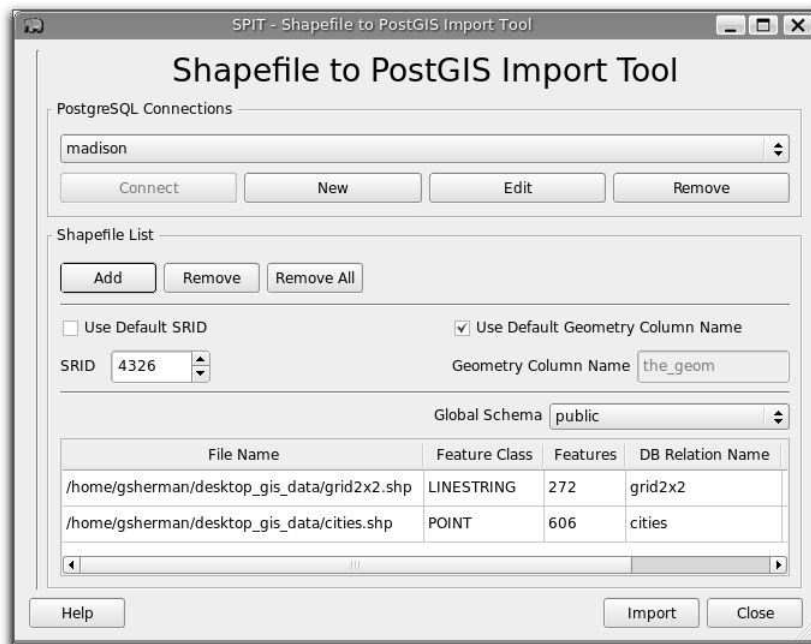 SPIT - Shapefile to PostGIS Import Tool
Shapefile to PostGIS Import Tool
PostgreSQL Connections
madison
Connect New Edit Remove
Shapefile List
Add Remove Remove All
Use Default SRID Use Default Geometry Column Name
SRID 4326 Geometry Column Name the_geom
Global Schema public
File Name Feature Class Features DB Relation Name
/home/gsherman/desktop_gis_data/grid2x2.shp LINESTRING 272 grid2x2
/home/gsherman/desktop_gis_data/cities.shp POINT 606 cities
Help Import Close